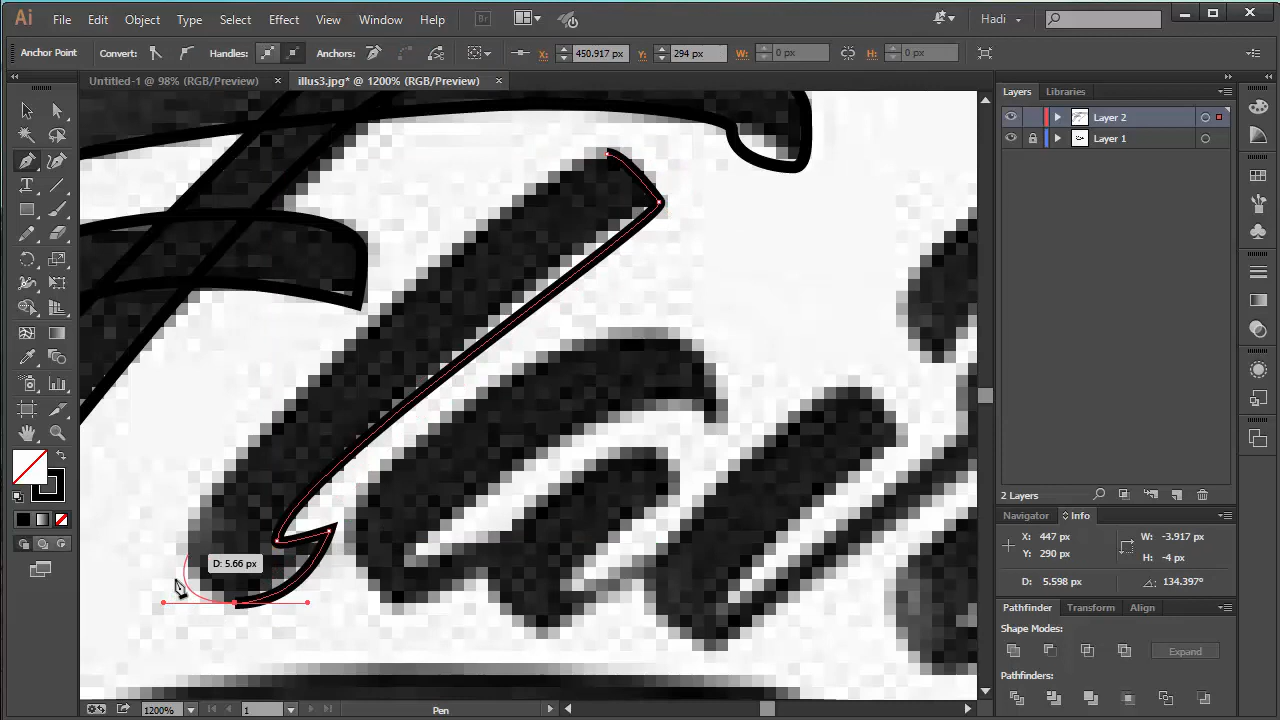 Ai File Edit Object Type Select Effect View Window Help Br Hadi
Anchor Point Convert: Handles: Anchors: X: 450.917 px Y: 294 px W: 0 px H: 0 px
Untitled-1 @ 98% (RGB/Preview) × illus3.jpg* @ 1200% (RGB/Preview) ×
Layers Libraries
Layer 2
Layer 1
2 Layers
Navigator Info
X: 447 px W: -3.917 px
Y: 290 px H: -4 px
D: 5.66 px
D: 5.598 px 134.397°
Pathfinder Transform Align
Shape Modes:
Expand
Pathfinders:
1200% 1 Pen